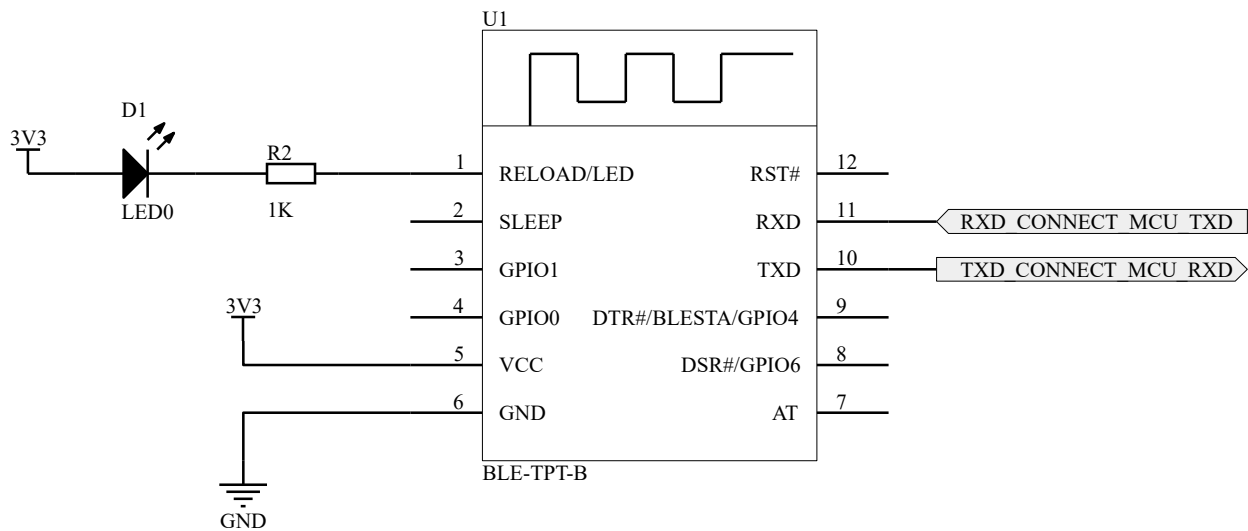 U1
D1
3V3
R2
LED0
1K
1 RELOAD/LED RST# 12
2 SLEEP RXD 11 RXD_CONNECT_MCU_TXD
3 GPIO1 TXD 10 TXD_CONNECT_MCU_RXD
3V3
4 GPIO0 DTR#/BLESTA/GPIO4 9
5 VCC DSR#/GPIO6 8
6 GND AT 7
BLE-TPT-B
GND